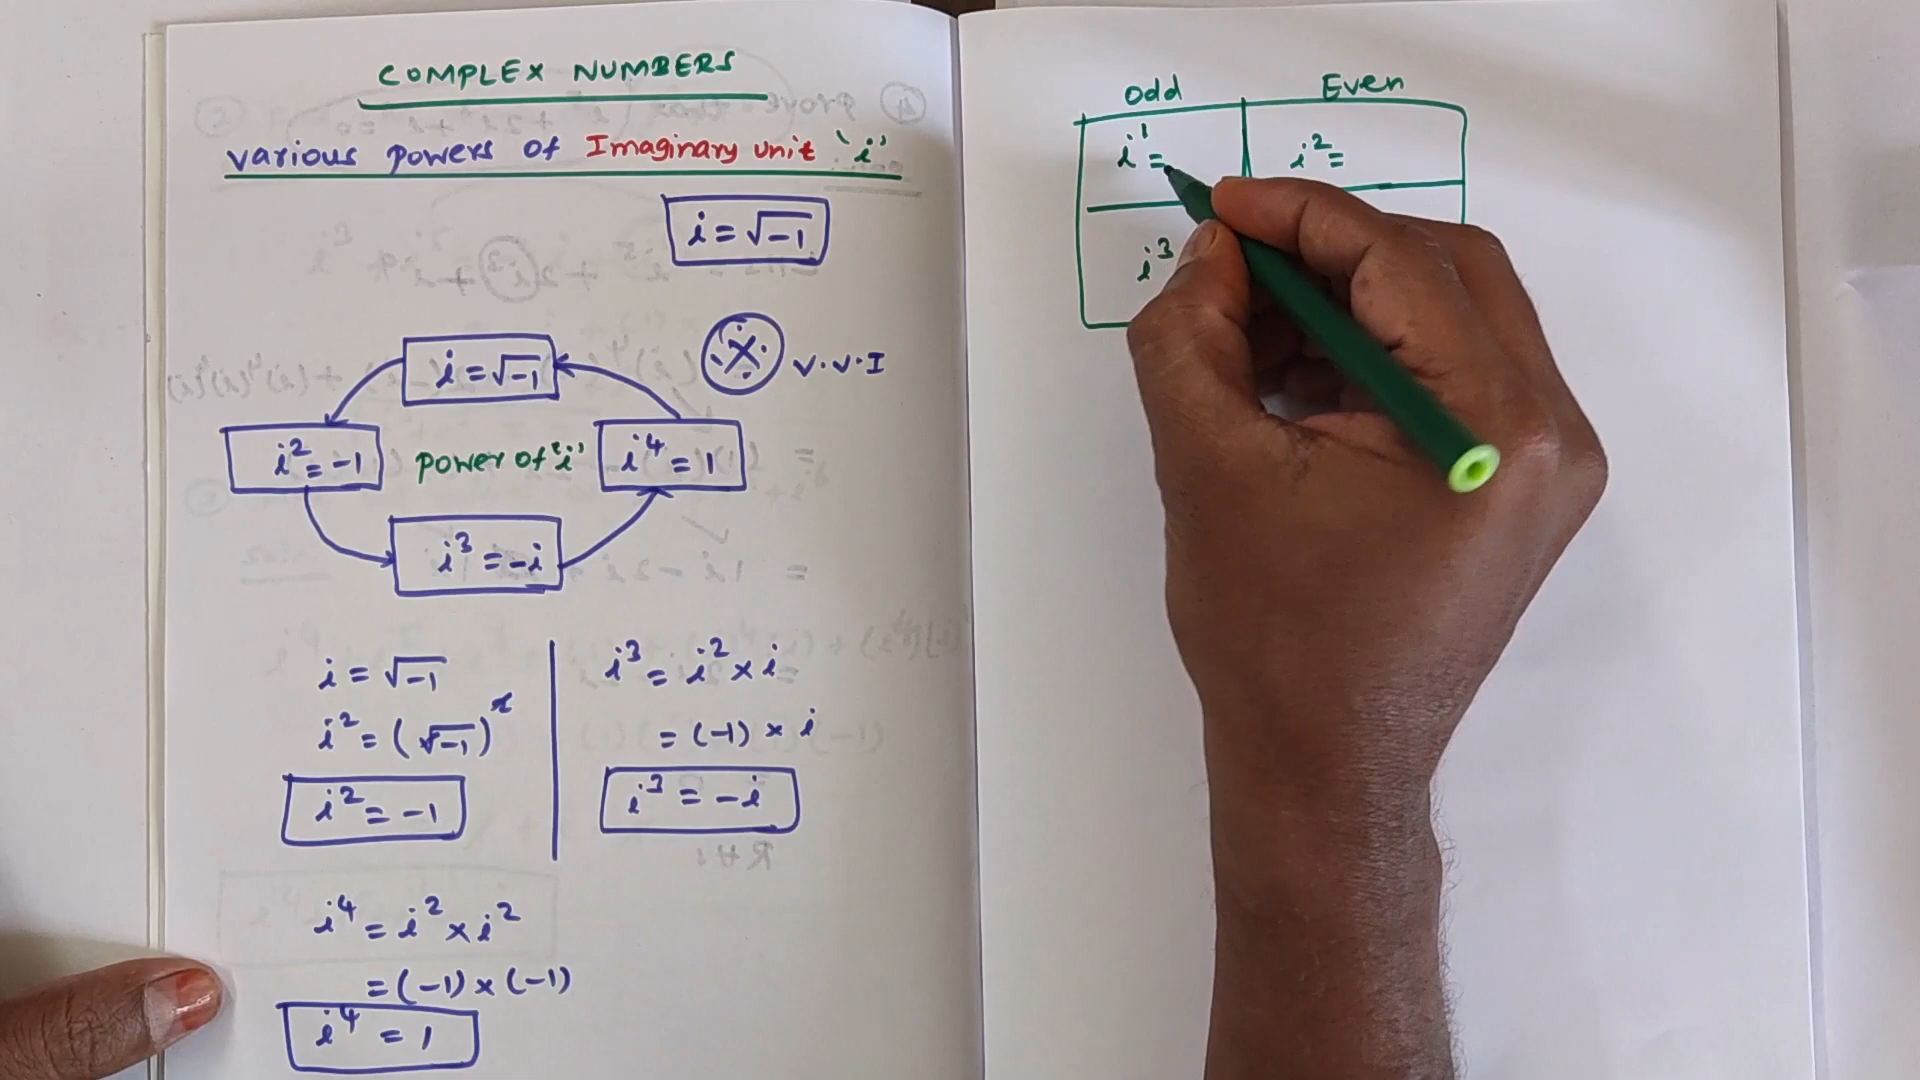 COMPLEX NUMBERS
various powers of Imaginary unit 'i'
i = √-1
i = √-1
V.V.I
i² = -1
power of 'i'
i⁴ = 1
i³ = -i
i = √-1
i² = (√-1)²
i² = -1
i³ = i² × i
= (-1) × i
i³ = -i
i⁴ = i² × i²
= (-1) × (-1)
i⁴ = 1
odd Even
i¹ = i² =
i³